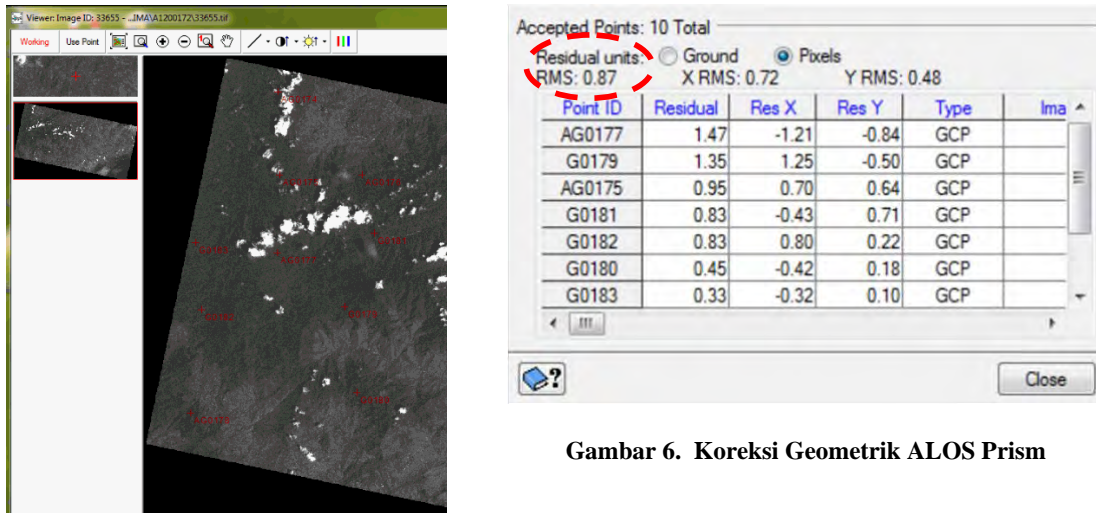 Viewer: Image ID: 33655 - ...IMA\A1200172\33655.tif
Working Use Point
Accepted Points: 10 Total
Residual units: Ground Pixels
RMS: 0.87 X RMS: 0.72 Y RMS: 0.48
Point ID Residual Res X Res Y Type Ima
AG0177 1.47 -1.21 -0.84 GCP
G0179 1.35 1.25 -0.50 GCP
AG0175 0.95 0.70 0.64 GCP
G0181 0.83 -0.43 0.71 GCP
G0182 0.83 0.80 0.22 GCP
G0180 0.45 -0.42 0.18 GCP
G0183 0.33 -0.32 0.10 GCP
Close
Gambar 6. Koreksi Geometrik ALOS Prism